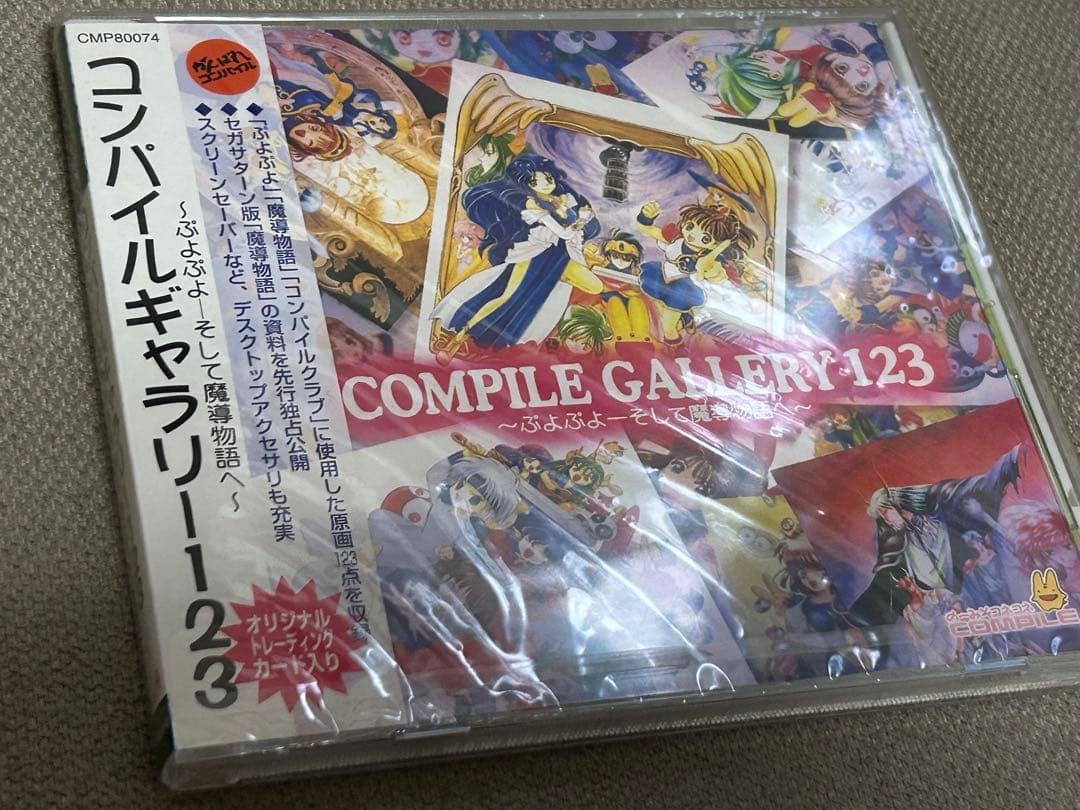 CMP80074
がんばれ
コンパイル
コンパイルギャラリー123
～ぷよぷよーそして魔導物語へ～
◆「ぷよぷよ」「魔導物語」「コンパイルクラブ」に使用した原画123点を収録
◆セガサターン版「魔導物語」の資料を先行独占公開
◆スクリーンセーバーなど、デスクトップアクセサリも充実
オリジナル
トレーディング
カード入り
COMPILE GALLERY 123
～ぷよぷよーそして魔導物語へ～
COMPILE